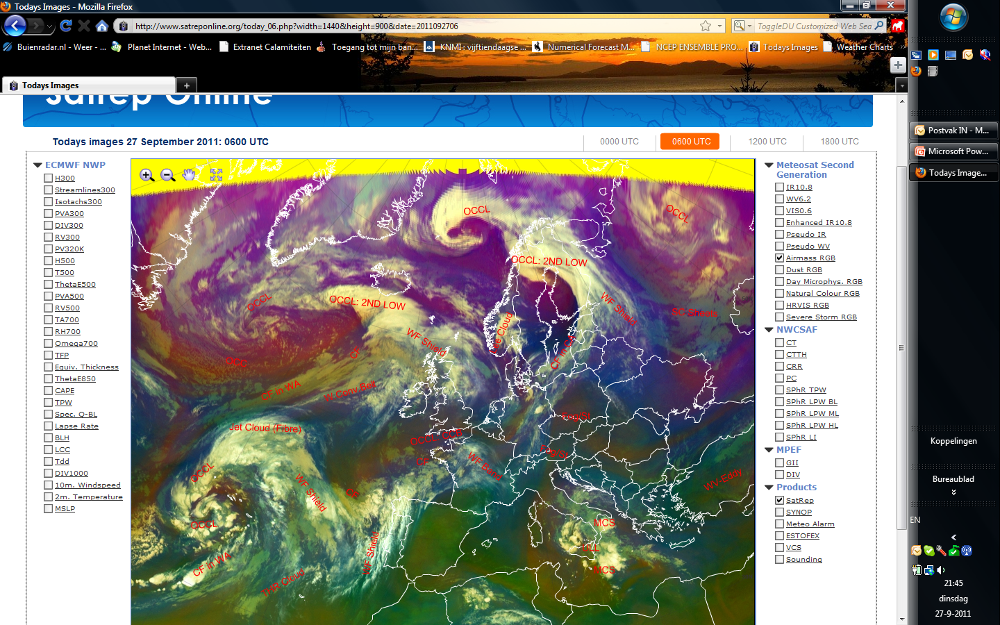 Todays Images - Mozilla Firefox
http://www.satreponline.org/today_06.php?width=1440&height=900&date=2011092706
ToggleDU Customized Web Sea
Buienradar.nl - Weer - ...
Planet Internet - Web...
Extranet Calamiteiten
Toegang tot mijn ban...
KNMI : vijftiendaagse ...
Numerical Forecast M...
NCEP ENSEMBLE PRO...
Todays Images
Weather Charts
Todays Images
Satrep Online
Todays images 27 September 2011: 0600 UTC
0000 UTC
0600 UTC
1200 UTC
1800 UTC
ECMWF NWP
H300
Streamlines300
Isotachs300
PVA300
DIV300
RV300
PV320K
H500
T500
ThetaE500
PVA500
RV500
TA700
RH700
Omega700
TFP
Equiv. Thickness
ThetaE850
CAPE
TPW
Spec. Q-BL
Lapse Rate
BLH
LCC
Tdd
DIV1000
10m. Windspeed
2m. Temperature
MSLP
OCCL
OCCL
OCCL: 2ND LOW
OCCL
OCCL: 2ND LOW
WF Shield
SC Sheets
Lee Cloud
WF Shield
CF in CA
CF
OCCL
CF in WA
W Conv Belt
Fog/St
Jet Cloud (Fibre)
OCCL: CCB
Fog/St
CF
WF Band
OCCL
WF Shield
CF
WV-Eddy
OCCL
MCS
WF Shield
ULL
CF in WA
MCS
THR Cloud
Meteosat Second
Generation
IR10.8
WV6.2
VIS0.6
Enhanced IR10.8
Pseudo IR
Pseudo WV
Airmass RGB
Dust RGB
Day Microphys. RGB
Natural Colour RGB
HRVIS RGB
Severe Storm RGB
NWCSAF
CT
CTTH
CRR
PC
SPhR TPW
SPhR LPW BL
SPhR LPW ML
SPhR LPW HL
SPhR LI
MPEF
GII
DIV
Products
SatRep
SYNOP
Meteo Alarm
ESTOFEX
VCS
Sounding
Postvak IN - M...
Microsoft Pow...
Todays Image...
Koppelingen
Bureaublad
EN
21:45
dinsdag
27-9-2011